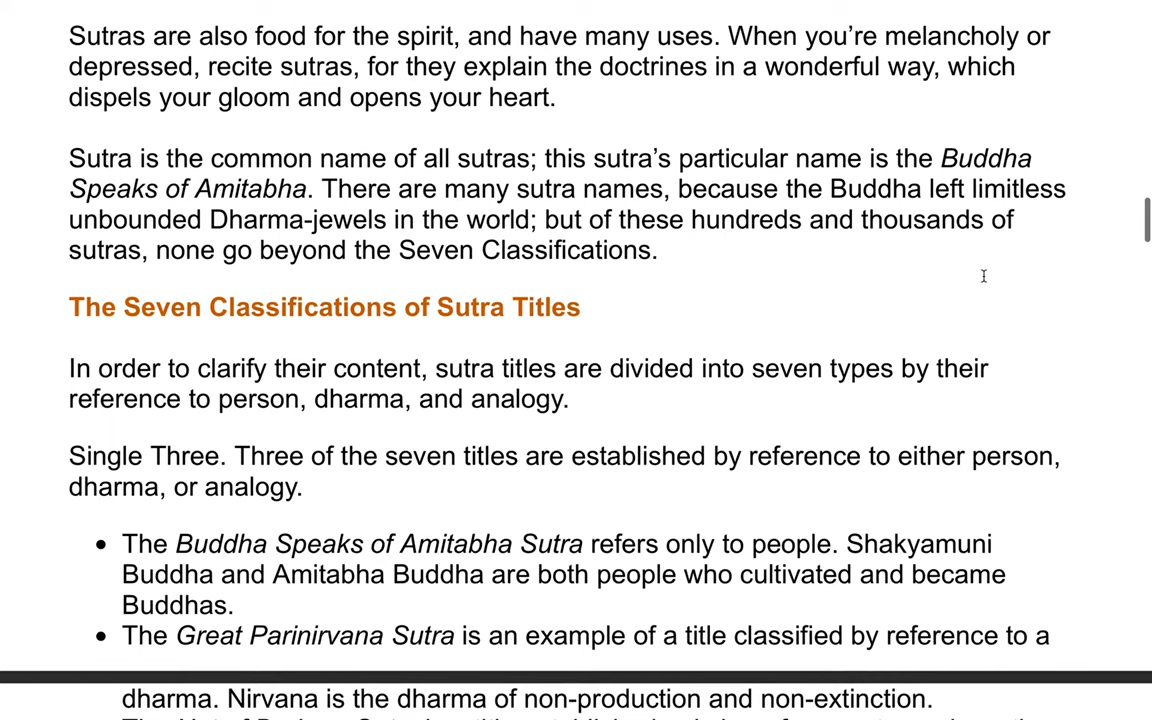 Sutras are also food for the spirit, and have many uses. When you’re melancholy or
depressed, recite sutras, for they explain the doctrines in a wonderful way, which
dispels your gloom and opens your heart.
Sutra is the common name of all sutras; this sutra’s particular name is the Buddha
Speaks of Amitabha. There are many sutra names, because the Buddha left limitless
unbounded Dharma-jewels in the world; but of these hundreds and thousands of
sutras, none go beyond the Seven Classifications.
The Seven Classifications of Sutra Titles
In order to clarify their content, sutra titles are divided into seven types by their
reference to person, dharma, and analogy.
Single Three. Three of the seven titles are established by reference to either person,
dharma, or analogy.
• The Buddha Speaks of Amitabha Sutra refers only to people. Shakyamuni
Buddha and Amitabha Buddha are both people who cultivated and became
Buddhas.
• The Great Parinirvana Sutra is an example of a title classified by reference to a
dharma. Nirvana is the dharma of non-production and non-extinction.